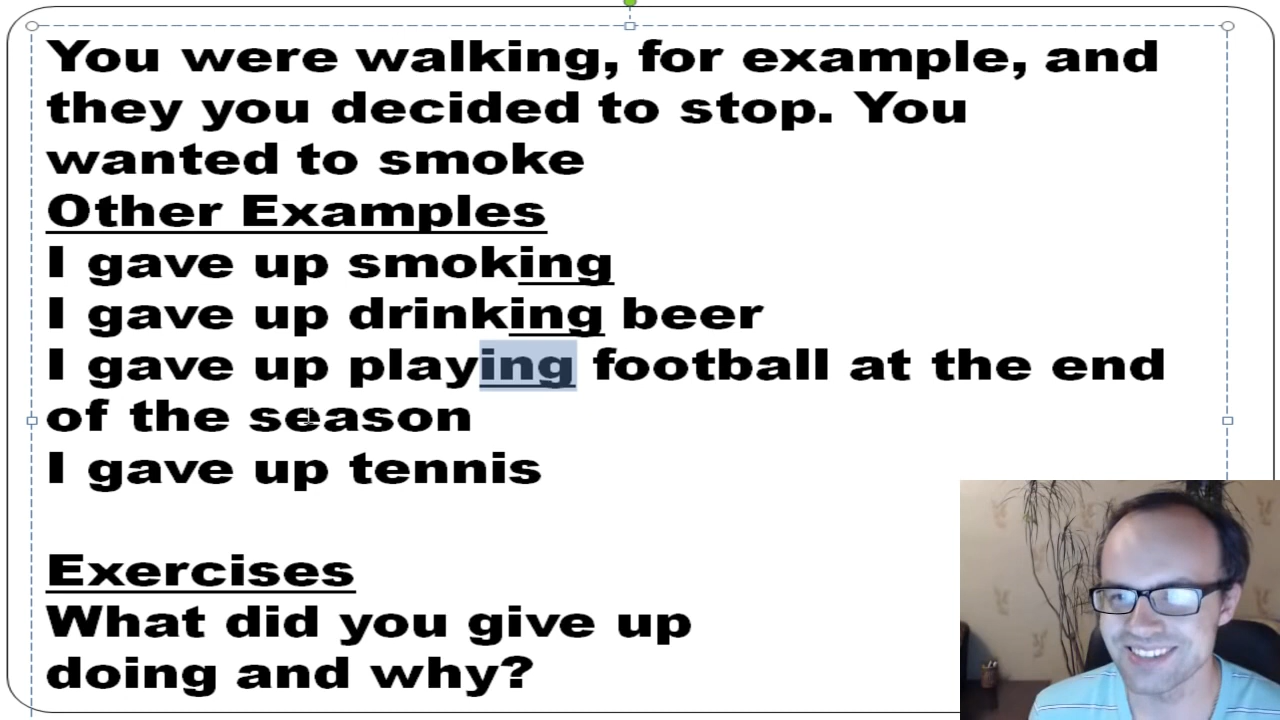 You were walking, for example, and
they you decided to stop. You
wanted to smoke
Other Examples
I gave up smoking
I gave up drinking beer
I gave up playing football at the end
of the season
I gave up tennis
Exercises
What did you give up
doing and why?